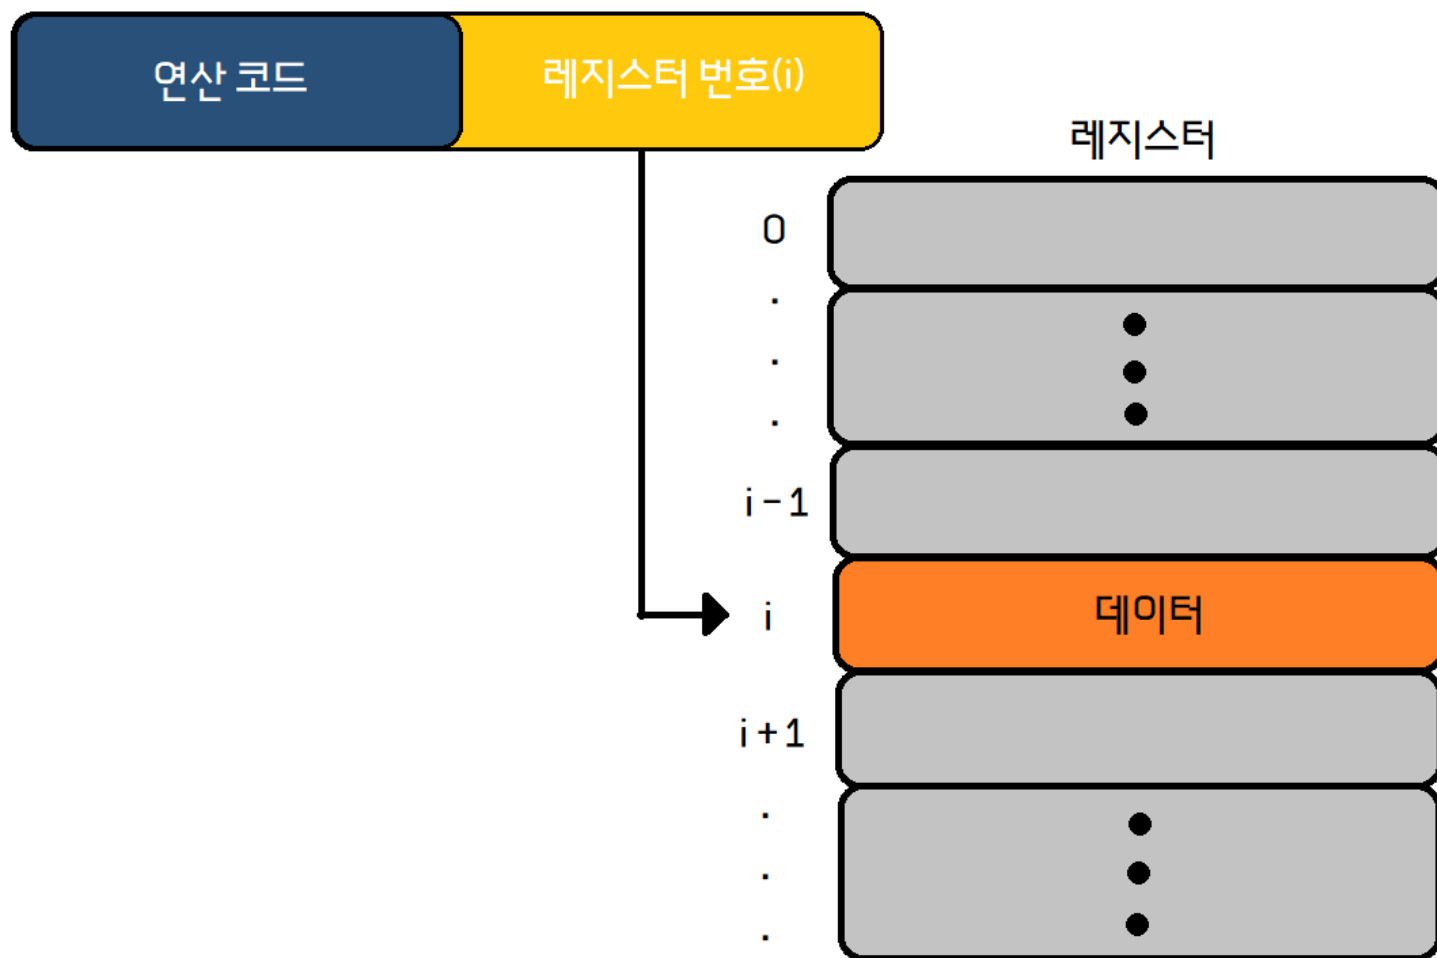 연산 코드
레지스터 번호(i)
레지스터
0
.
.
.
i-1
i
데이터
i+1
.
.
.